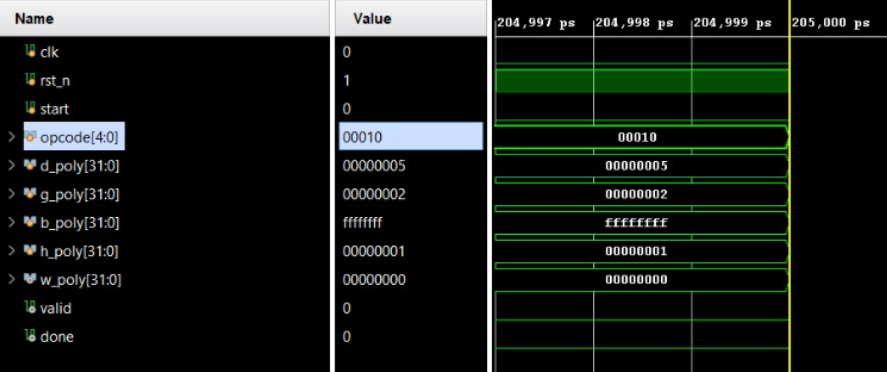 Name Value 204,997 ps 204,998 ps 204,999 ps 205,000 ps
clk 0
rst_n 1
start 0
opcode[4:0] 00010 00010
d_poly[31:0] 00000005 00000005
g_poly[31:0] 00000002 00000002
b_poly[31:0] ffffffff ffffffff
h_poly[31:0] 00000001 00000001
w_poly[31:0] 00000000 00000000
valid 0
done 0